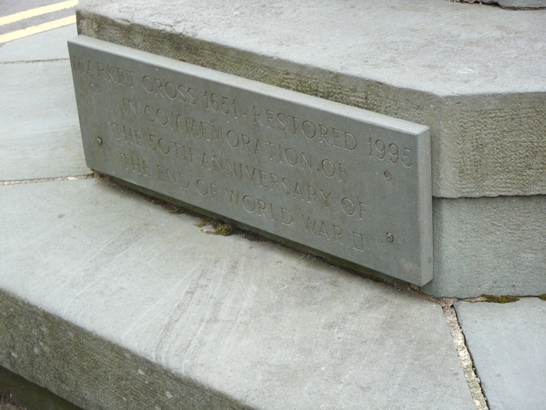 MARKET CROSS 1651 - RESTORED 1995
IN COMMEMORATION OF
THE 50TH ANNIVERSARY OF
THE END OF WORLD WAR II